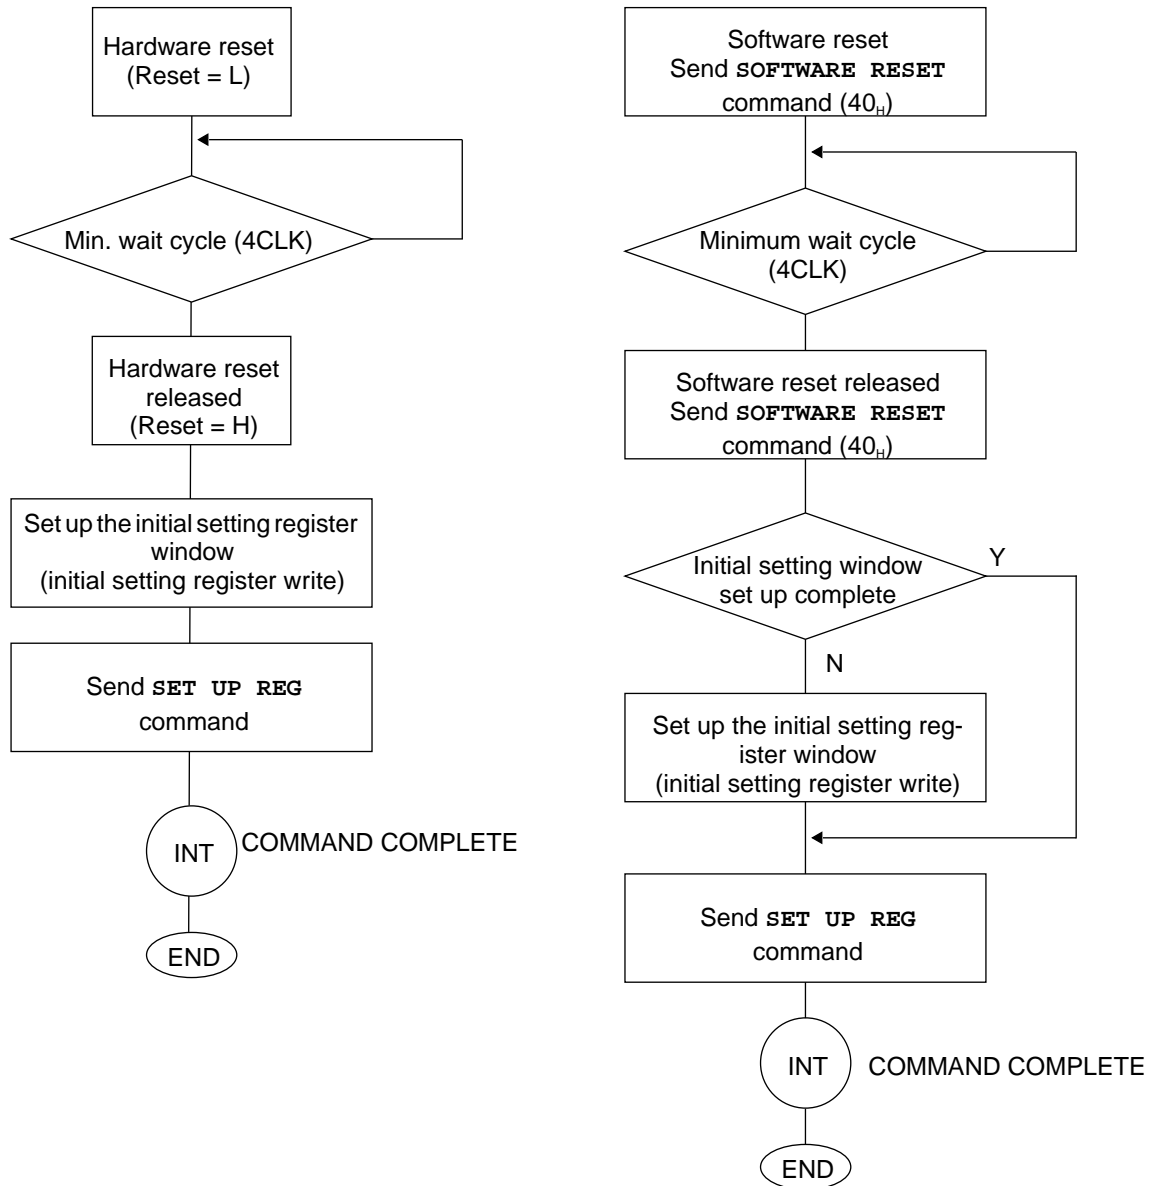 Hardware reset
(Reset = L)
Min. wait cycle (4CLK)
Hardware reset
released
(Reset = H)
Set up the initial setting register
window
(initial setting register write)
Send SET UP REG
command
INT
COMMAND COMPLETE
END
Software reset
Send SOFTWARE RESET
command (40H)
Minimum wait cycle
(4CLK)
Software reset released
Send SOFTWARE RESET
command (40H)
Initial setting window
set up complete
Y
N
Set up the initial setting reg-
ister window
(initial setting register write)
Send SET UP REG
command
INT
COMMAND COMPLETE
END